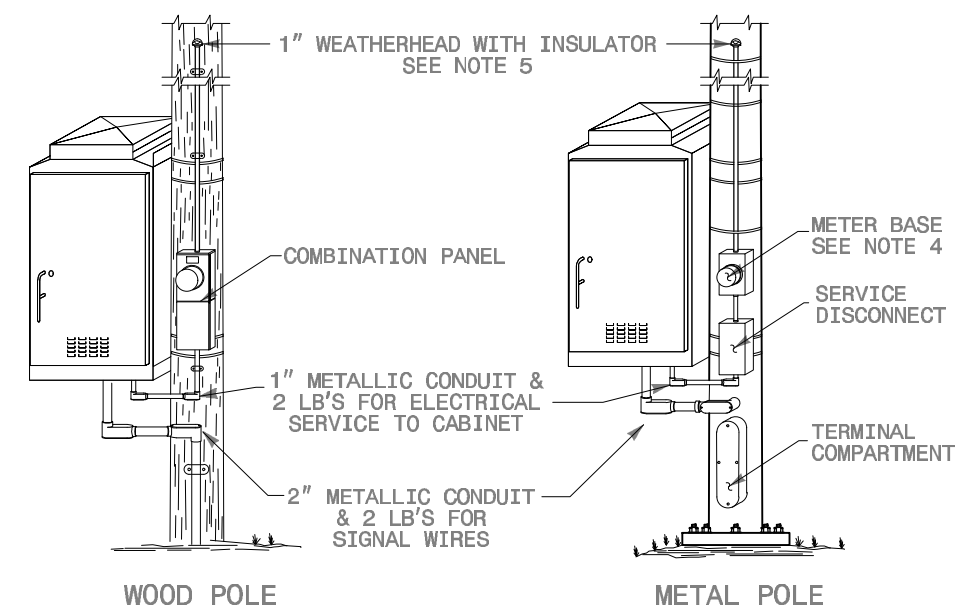 1" WEATHERHEAD WITH INSULATOR
SEE NOTE 5
METER BASE
SEE NOTE 4
COMBINATION PANEL
SERVICE
DISCONNECT
1" METALLIC CONDUIT &
2 LB'S FOR ELECTRICAL
SERVICE TO CABINET
TERMINAL
COMPARTMENT
2" METALLIC CONDUIT
& 2 LB'S FOR
SIGNAL WIRES
WOOD POLE
METAL POLE